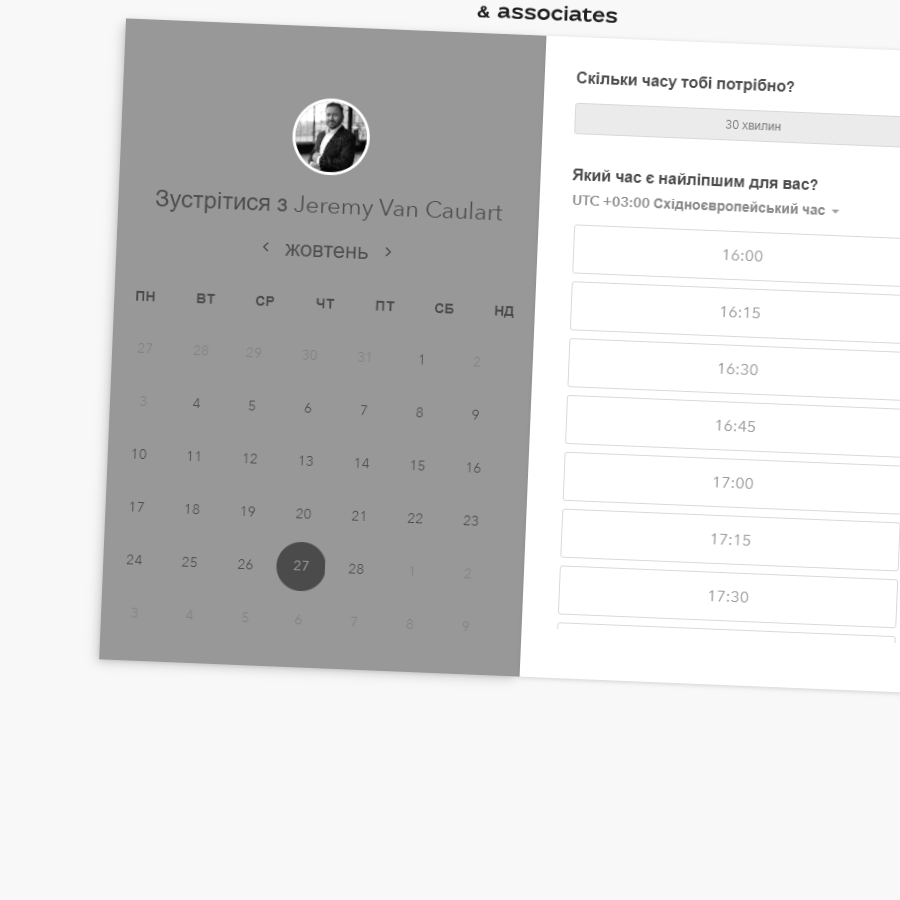 & associates
Зустрітися з Jeremy Van Caulart
‹ жовтень ›
ПН ВТ СР ЧТ ПТ СБ НД
27 28 29 30 31 1 2
3 4 5 6 7 8 9
10 11 12 13 14 15 16
17 18 19 20 21 22 23
24 25 26 27 28 1 2
3 4 5 6 7 8 9
Скільки часу тобі потрібно?
30 хвилин
Який час є найліпшим для вас?
UTC +03:00 Східноєвропейський час
16:00
16:15
16:30
16:45
17:00
17:15
17:30